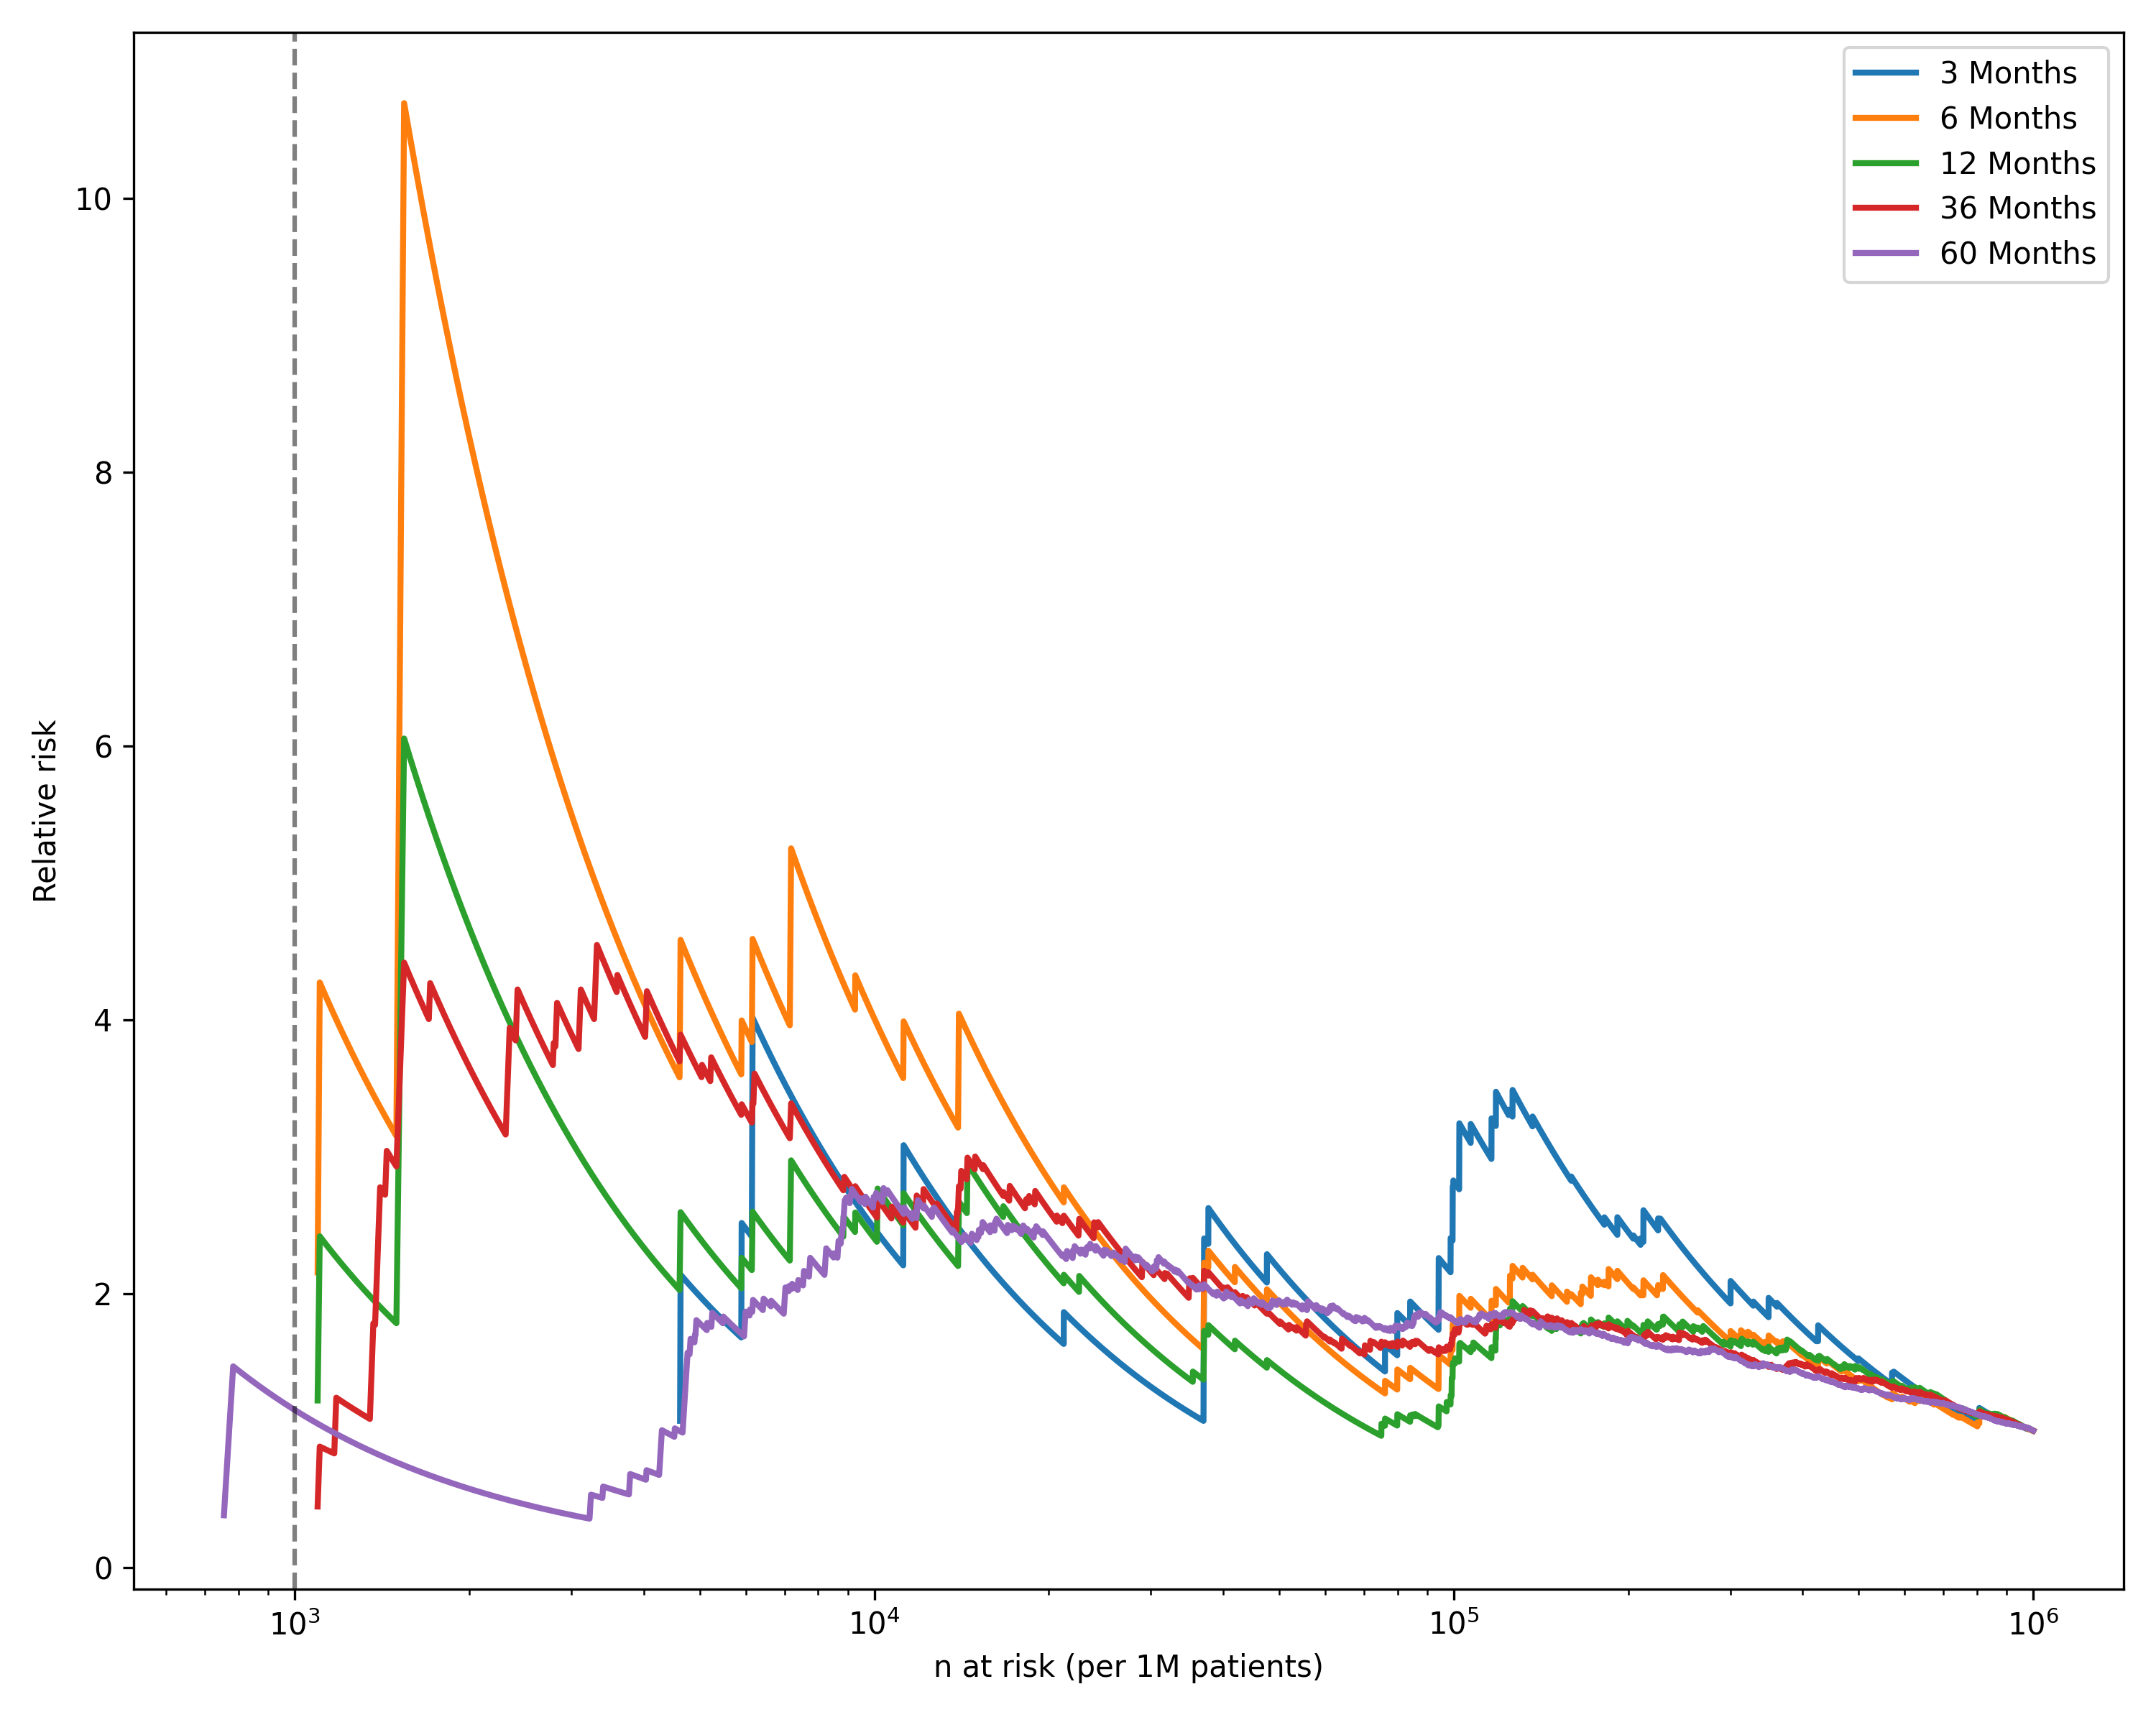 3 Months
6 Months
12 Months
36 Months
60 Months
10
8
6
4
2
0
Relative risk
10³
10⁴
10⁵
10⁶
n at risk (per 1M patients)